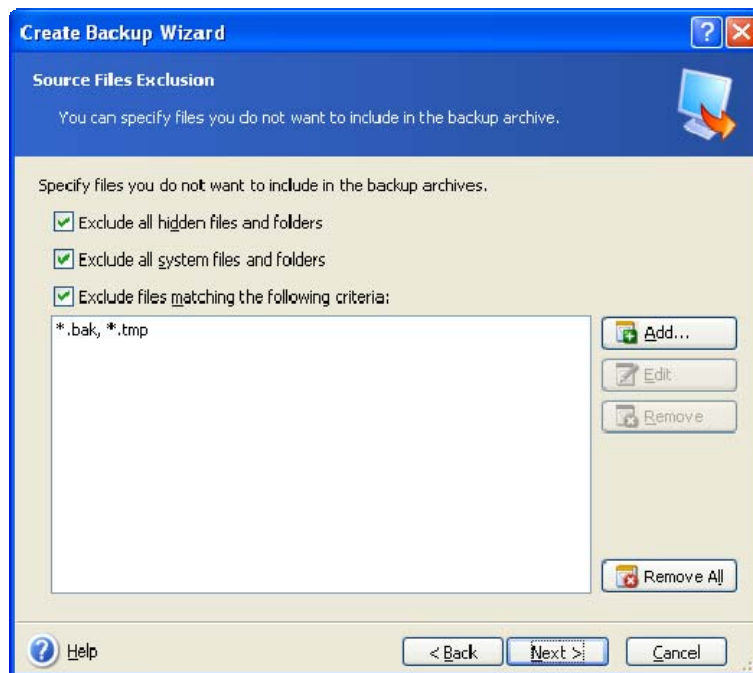 Create Backup Wizard
Source Files Exclusion
You can specify files you do not want to include in the backup archive.
Specify files you do not want to include in the backup archives.
Exclude all hidden files and folders
Exclude all system files and folders
Exclude files matching the following criteria:
*.bak, *.tmp
Add...
Edit
Remove
Remove All
Help
< Back
Next >
Cancel